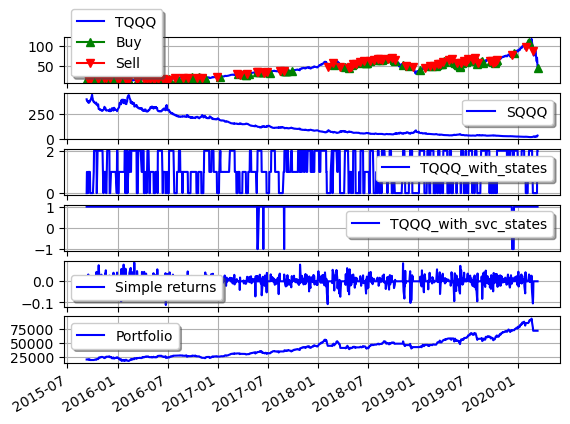 TQQQ
Buy
Sell
100
50
SQQQ
250
0
TQQQ_with_states
2
0
TQQQ_with_svc_states
1
0
−1
Simple returns
0.0
−0.1
Portfolio
75000
50000
25000
2015-07 2016-01 2016-07 2017-01 2017-07 2018-01 2018-07 2019-01 2019-07 2020-01